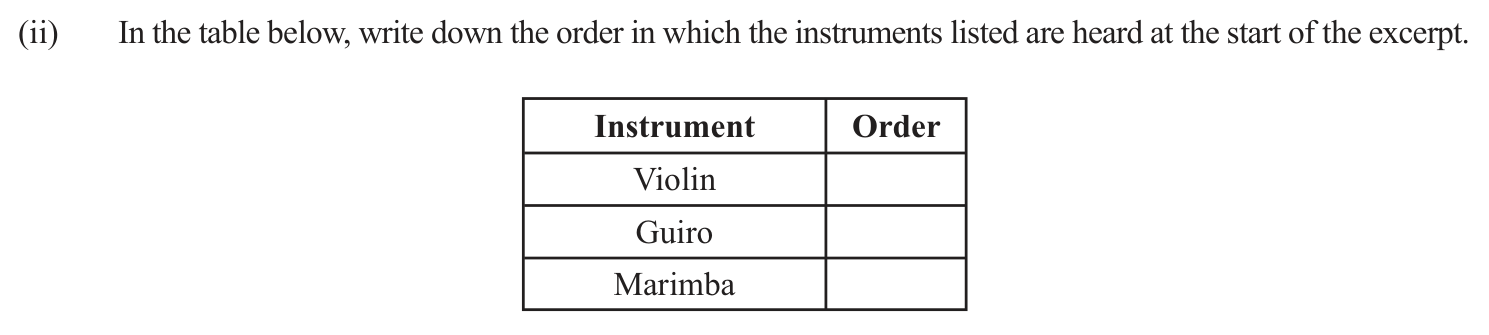 (ii) In the table below, write down the order in which the instruments listed are heard at the start of the excerpt.
Instrument Order
Violin
Guiro
Marimba